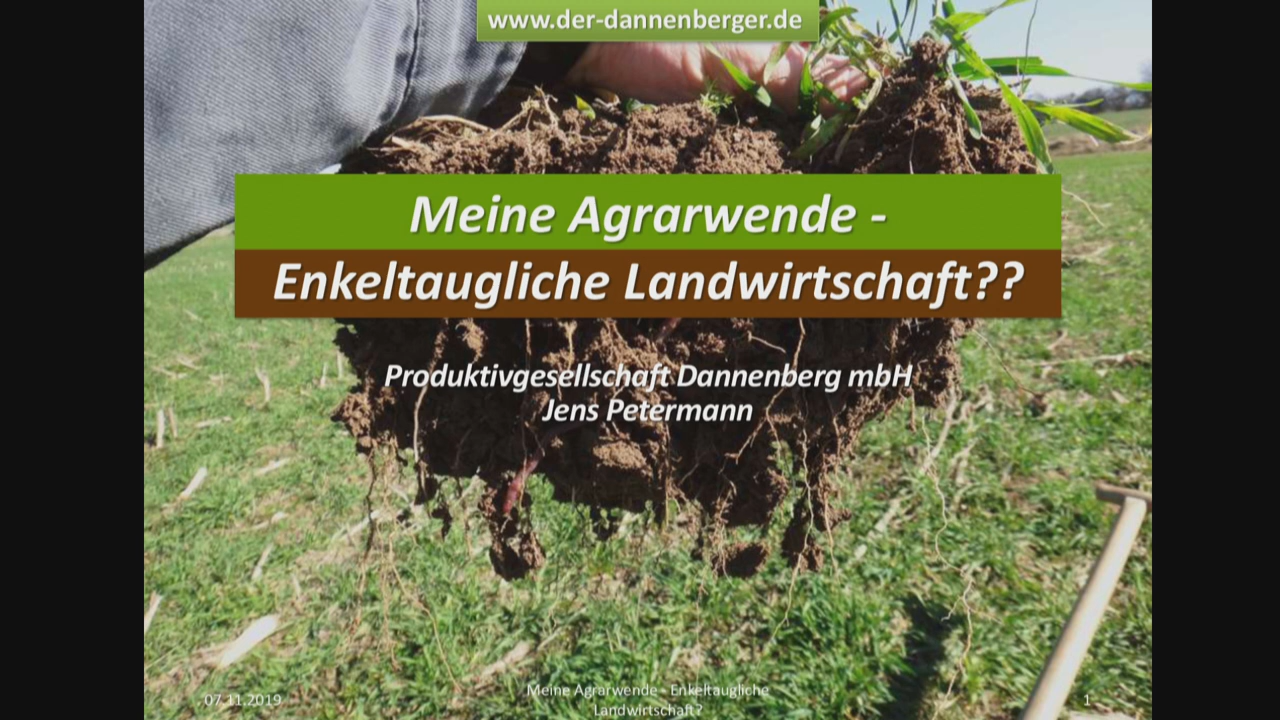 www.der-dannenberger.de
Meine Agrarwende -
Enkeltaugliche Landwirtschaft??
Produktivgesellschaft Dannenberg mbH
Jens Petermann
07.11.2019
Meine Agrarwende - Enkeltaugliche
Landwirtschaft?
1